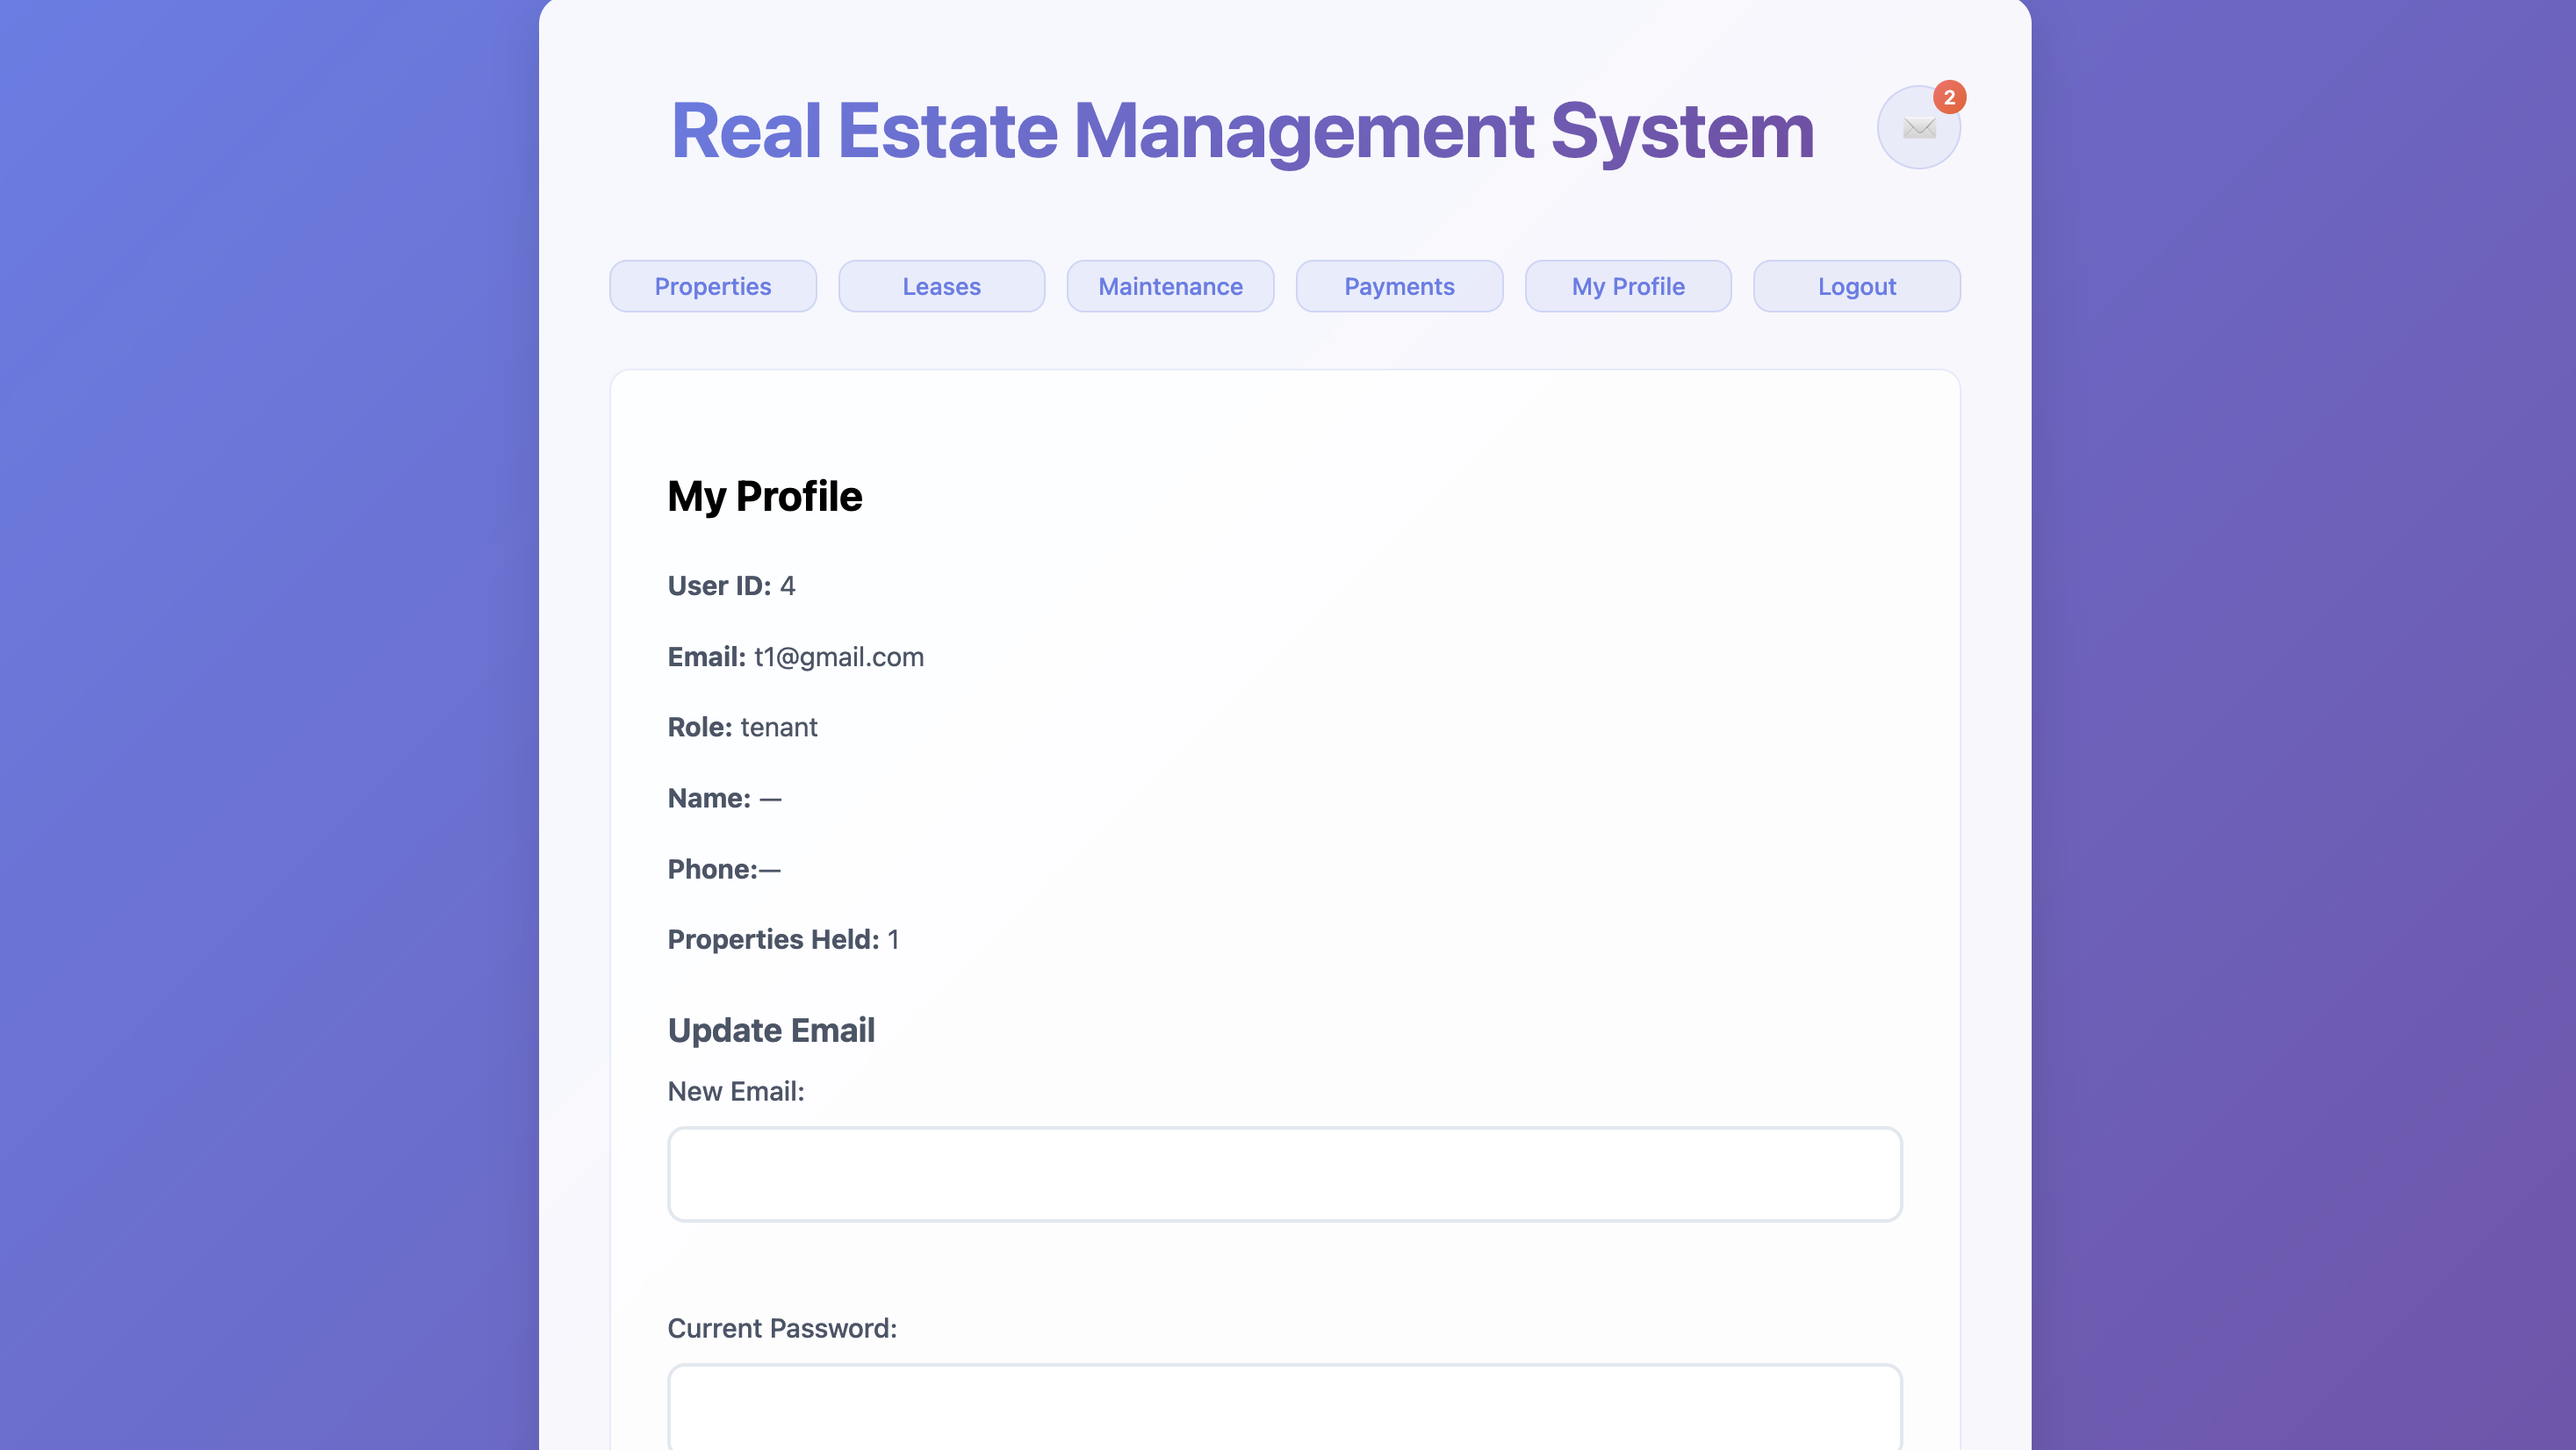 Real Estate Management System
2
Properties
Leases
Maintenance
Payments
My Profile
Logout
My Profile
User ID: 4
Email: t1@gmail.com
Role: tenant
Name: —
Phone:—
Properties Held: 1
Update Email
New Email:
Current Password: